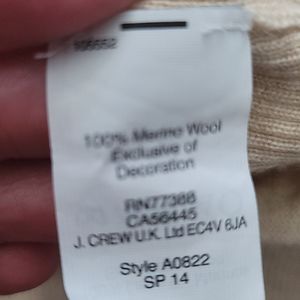 100% Merino Wool
Exclusive of
Decoration
RN77388
CA56445
J. CREW U.K. Ltd EC4V 6JA
Style A0822
SP 14